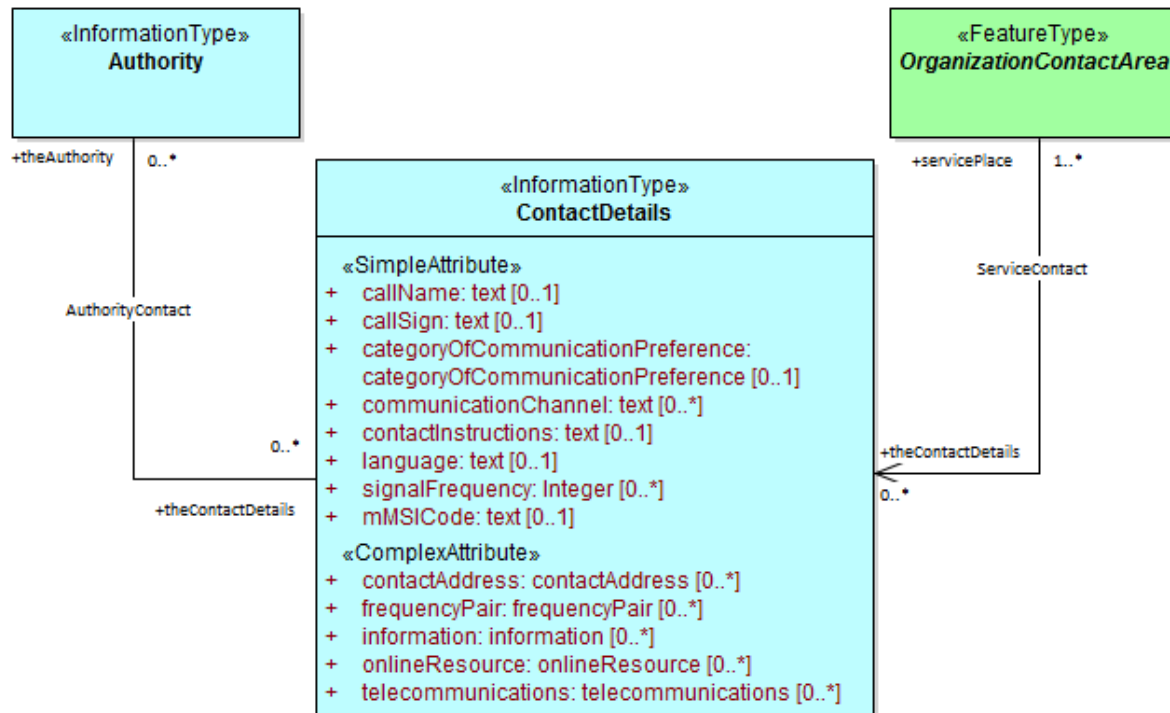 «InformationType»
Authority
«FeatureType»
OrganizationContactArea
+theAuthority
0..*
+servicePlace
1..*
«InformationType»
ContactDetails
AuthorityContact
ServiceContact
«SimpleAttribute»
+ callName: text [0..1]
+ callSign: text [0..1]
+ categoryOfCommunicationPreference:
categoryOfCommunicationPreference [0..1]
+ communicationChannel: text [0..*]
+ contactInstructions: text [0..1]
+ language: text [0..1]
+ signalFrequency: Integer [0..*]
+ mMSICode: text [0..1]
«ComplexAttribute»
+ contactAddress: contactAddress [0..*]
+ frequencyPair: frequencyPair [0..*]
+ information: information [0..*]
+ onlineResource: onlineResource [0..*]
+ telecommunications: telecommunications [0..*]
0..*
+theContactDetails
+theContactDetails
0..*